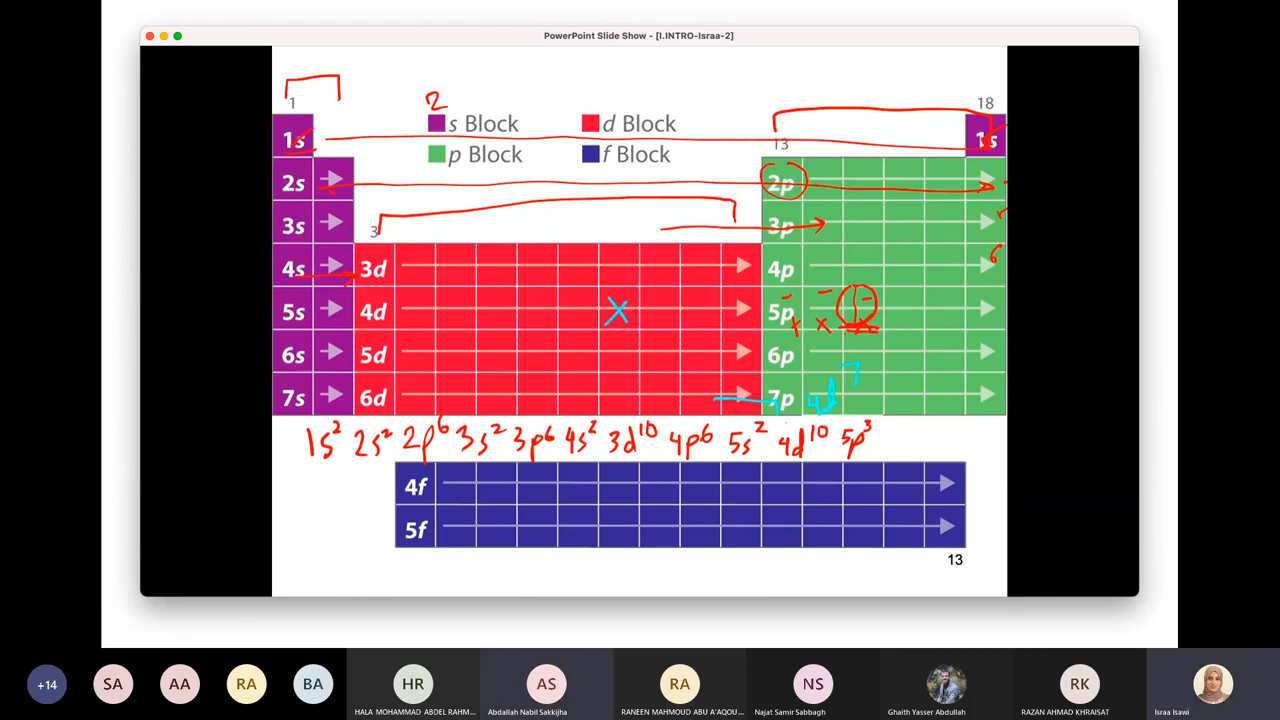 PowerPoint Slide Show - [I.INTRO-Israa-2]
1
2
18
1s
s Block
d Block
13
1s
p Block
f Block
2s
2p
3s
3
3p
4s
3d
4p
6
5s
4d
X
5p
- - -
+ x x
6s
5d
6p
7s
6d
7p
4d7
1s² 2s² 2p⁶ 3s² 3p⁶ 4s² 3d¹⁰ 4p⁶ 5s² 4d¹⁰ 5p³
4f
5f
13
+14
SA
AA
RA
BA
HR
AS
RA
NS
RK
HALA MOHAMMAD ABDEL RAHM...
Abdallah Nabil Sakkijha
RANEEN MAHMOUD ABU A'AQOU...
Najat Samir Sabbagh
Ghaith Yasser Abdullah
RAZAN AHMAD KHRAISAT
Israa Isawi